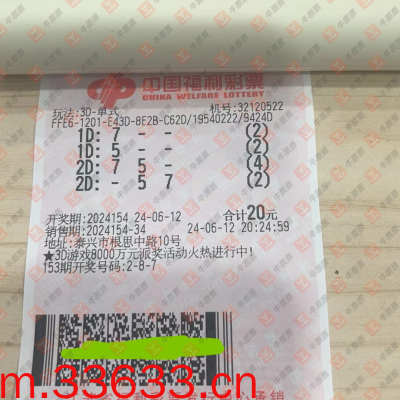 中国福利彩票
CHINA WELFARE LOTTERY
玩法:3D-单式 机号:32120522
FFE6-1201-E43D-8E2B-C62D/19540222/9424D
1D: 7 - - (2)
1D: 5 - - (2)
2D: 7 5 - (4)
2D: - 5 7 (2)
开奖期:2024154 24-06-12 合计20元
销售期:2024154-34 24-06-12 20:24:59
地址:泰兴市根思中路10号
★3D游戏8000万元派奖活动火热进行中!
153期开奖号码:2-8-7
m.33633.cn